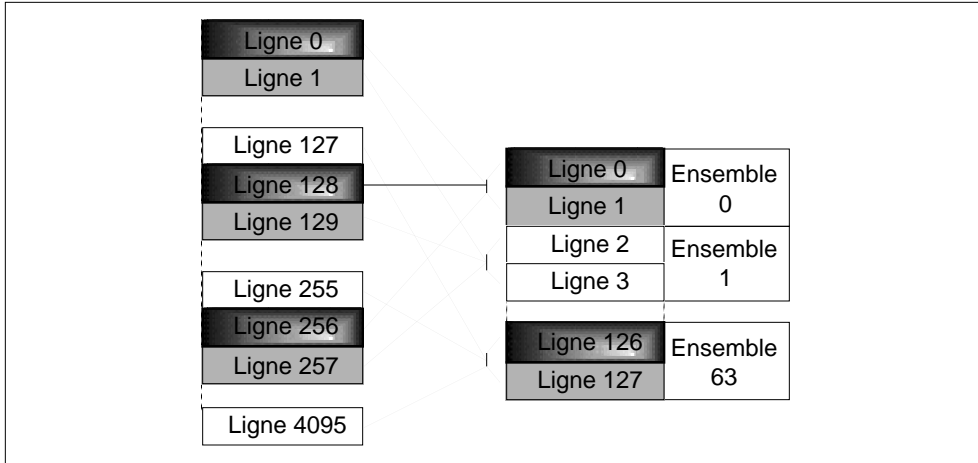 Ligne 0
Ligne 1
Ligne 127
Ligne 128
Ligne 129
Ligne 255
Ligne 256
Ligne 257
Ligne 4095
Ligne 0
Ligne 1
Ensemble
0
Ligne 2
Ligne 3
Ensemble
1
Ligne 126
Ligne 127
Ensemble
63